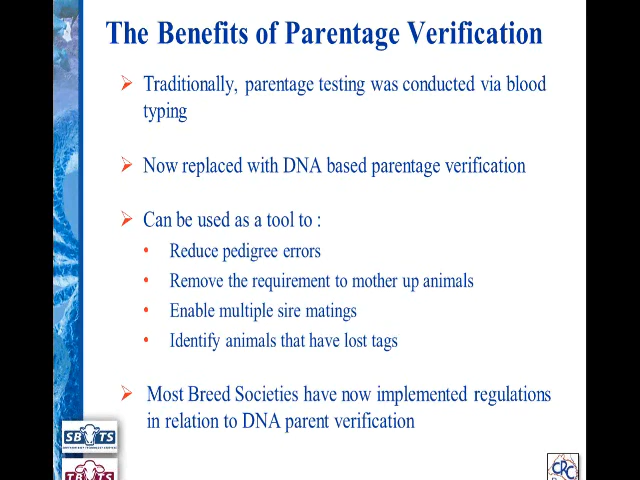 The Benefits of Parentage Verification
Traditionally, parentage testing was conducted via blood
typing
Now replaced with DNA based parentage verification
Can be used as a tool to :
Reduce pedigree errors
Remove the requirement to mother up animals
Enable multiple sire matings
Identify animals that have lost tags
Most Breed Societies have now implemented regulations
in relation to DNA parent verification
SBTS
TBTS
CRC